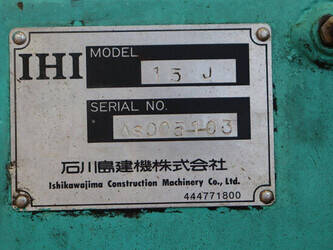 IHI
MODEL
15 J
SERIAL NO.
石川島建機株式会社
Ishikawajima Construction Machinery Co., Ltd.
444771800